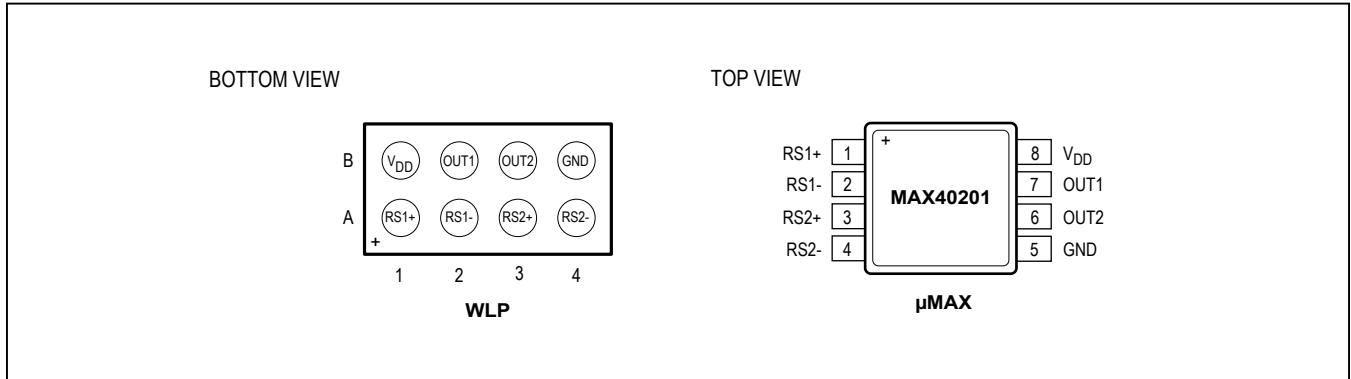 BOTTOM VIEW
B
VDD OUT1 OUT2 GND
A
RS1+ RS1- RS2+ RS2-
+
1 2 3 4
WLP
TOP VIEW
+
RS1+ 1 8 VDD
RS1- 2 7 OUT1
MAX40201
RS2+ 3 6 OUT2
RS2- 4 5 GND
µMAX